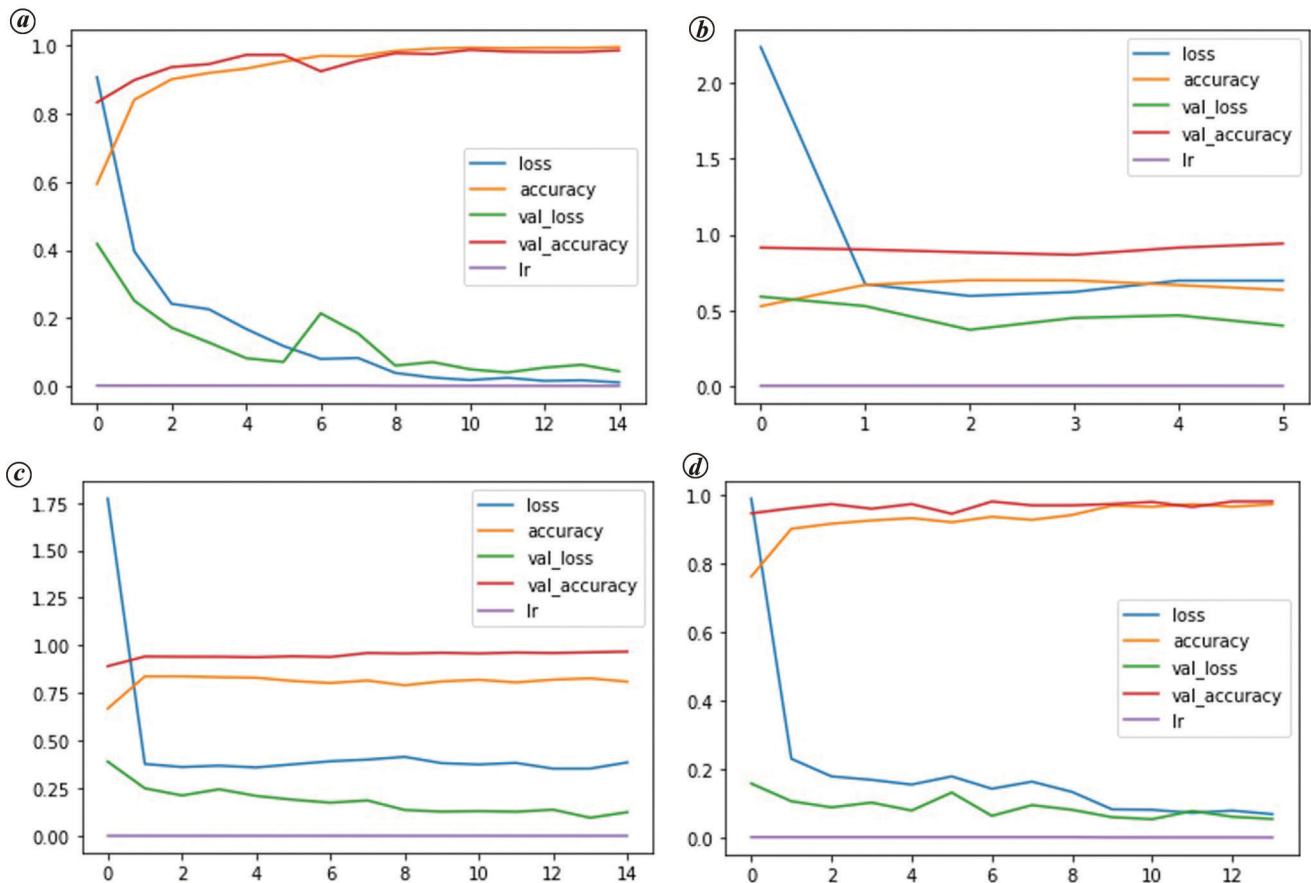 a
1.0
0.8
0.6
0.4
0.2
0.0
loss
accuracy
val_loss
val_accuracy
lr
0 2 4 6 8 10 12 14
b
2.0
1.5
1.0
0.5
0.0
loss
accuracy
val_loss
val_accuracy
lr
0 1 2 3 4 5
c
1.75
1.50
1.25
1.00
0.75
0.50
0.25
0.00
loss
accuracy
val_loss
val_accuracy
lr
0 2 4 6 8 10 12 14
d
1.0
0.8
0.6
0.4
0.2
0.0
loss
accuracy
val_loss
val_accuracy
lr
0 2 4 6 8 10 12